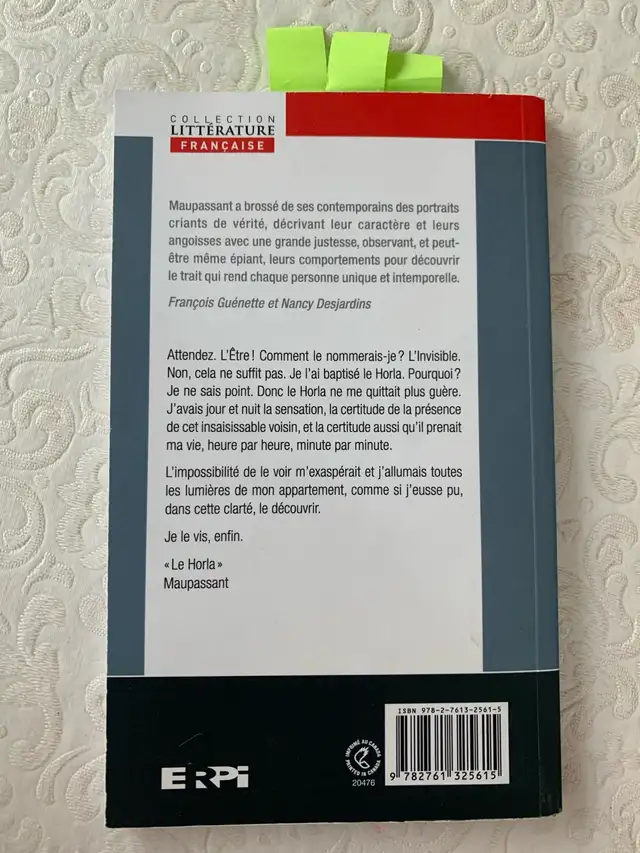 COLLECTION
LITTÉRATURE
FRANÇAISE
Maupassant a brossé de ses contemporains des portraits
criants de vérité, décrivant leur caractère et leurs
angoisses avec une grande justesse, observant, et peut-
être même épiant, leurs comportements pour découvrir
le trait qui rend chaque personne unique et intemporelle.
François Guénette et Nancy Desjardins
Attendez. L'Être! Comment le nommerais-je? L'Invisible.
Non, cela ne suffit pas. Je l'ai baptisé le Horla. Pourquoi?
Je ne sais point. Donc le Horla ne me quittait plus guère.
J'avais jour et nuit la sensation, la certitude de la présence
de cet insaisissable voisin, et la certitude aussi qu'il prenait
ma vie, heure par heure, minute par minute.
L'impossibilité de le voir m'exaspérait et j'allumais toutes
les lumières de mon appartement, comme si j'eusse pu,
dans cette clarté, le découvrir.
Je le vis, enfin.
«Le Horla»
Maupassant
ISBN 978-2-7613-2561-5
IMPRIMÉ AU CANADA
PRINTED IN CANADA
20476
9 782761 325615
ERPI